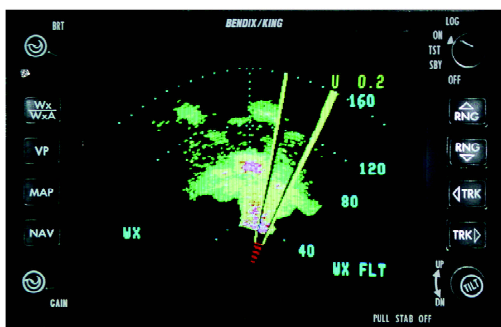 BRT
BENDIX/KING
LOG
ON
TST
SBY
OFF
U 0.2
160
Wx
WxA
RNG
VP
RNG
120
MAP
80
TRK
NAV
WX
TRK
40
WX FLT
UP
TILT
DN
GAIN
PULL STAB OFF